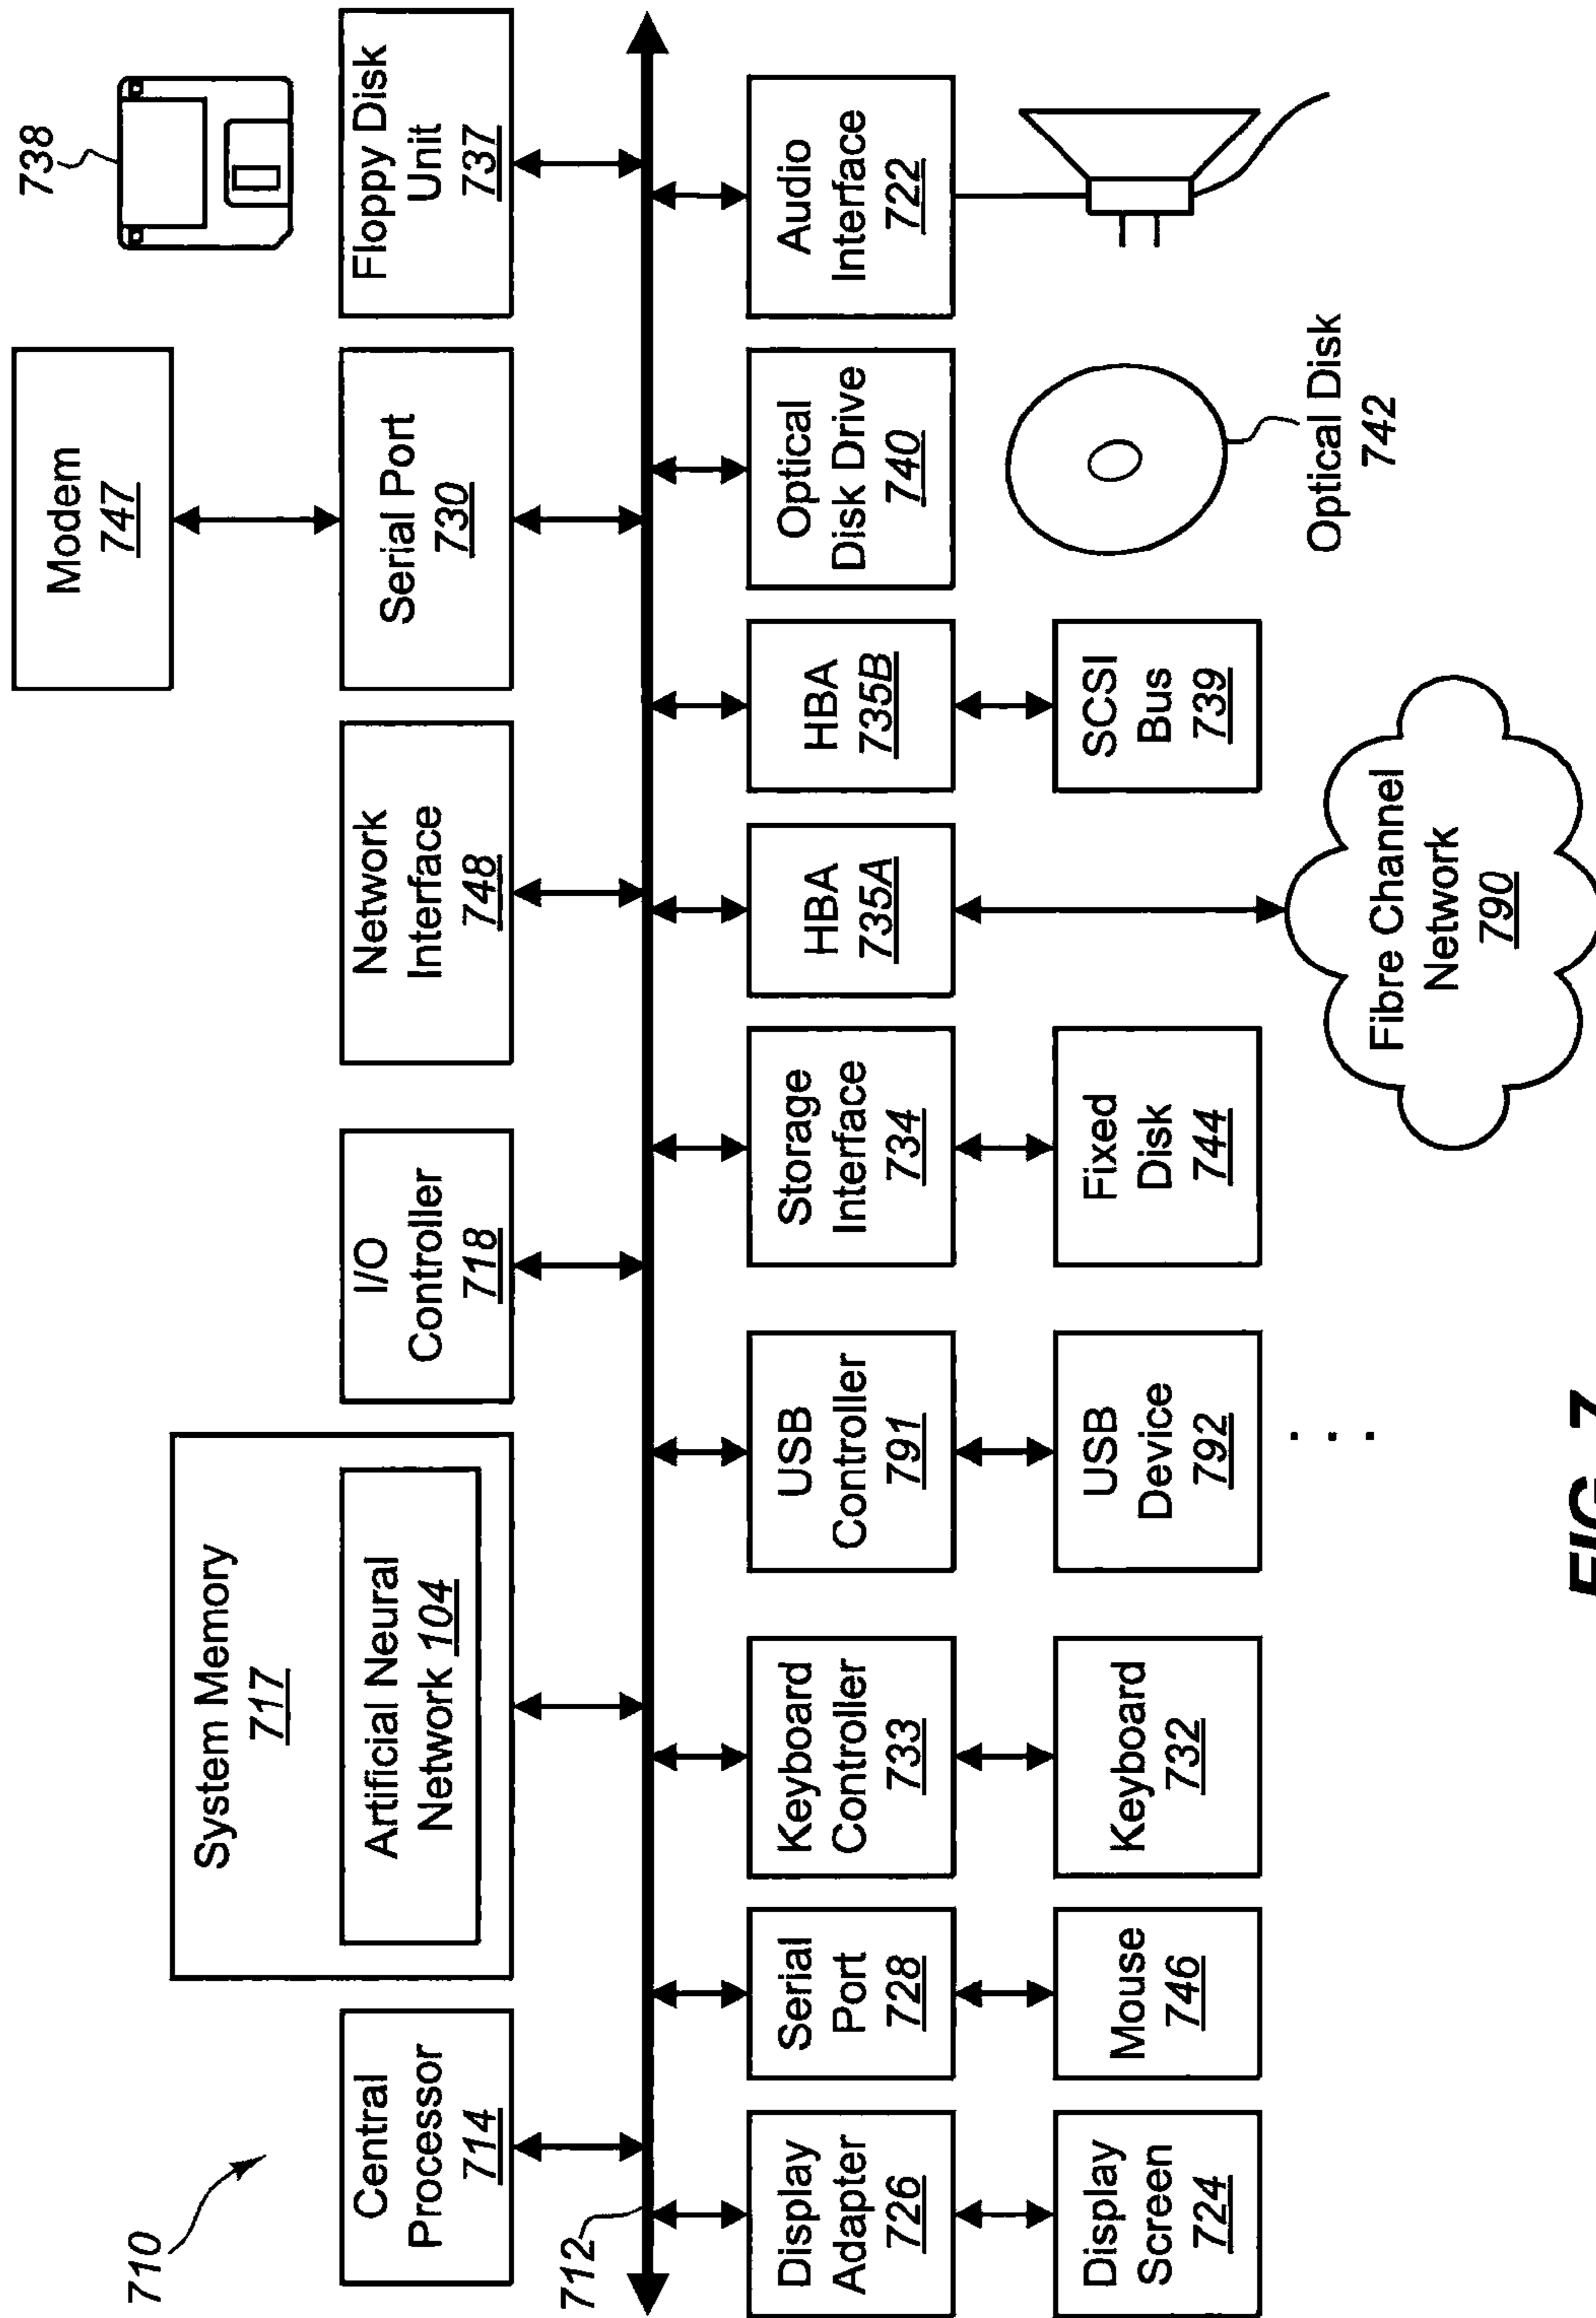 710
Central
Processor
714
System Memory
717
Artificial Neural
Network 104
I/O
Controller
718
Network
Interface
748
Modem
747
Serial Port
730
738
Floppy Disk
Unit
737
712
Display
Adapter
726
Serial
Port
728
Keyboard
Controller
733
USB
Controller
791
Storage
Interface
734
HBA
735A
HBA
735B
Optical
Disk Drive
740
Audio
Interface
722
Display
Screen
724
Mouse
746
Keyboard
732
USB
Device
792
Fixed
Disk
744
SCSI
Bus
739
Fibre Channel
Network
790
Optical Disk
742
FIG. 7